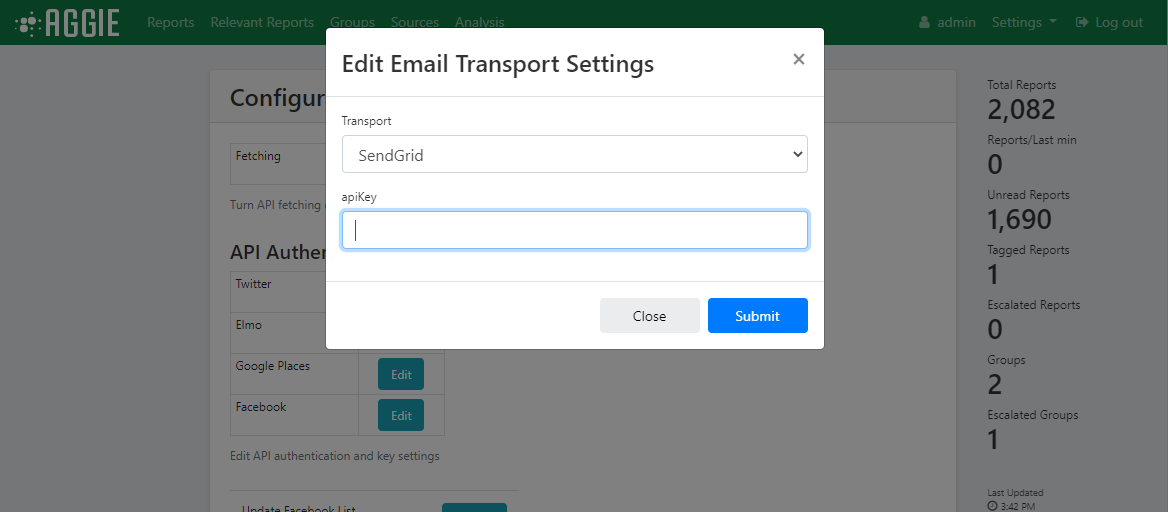 AGGIE
Reports Relevant Reports Groups Sources Analysis admin Settings Log out
Edit Email Transport Settings
×
Transport
SendGrid
apiKey
Close Submit
Fetching
Turn API fetching
Twitter
Elmo
Google Places Edit
Facebook Edit
Edit API authentication and key settings
Update Facebook List
Total Reports
2,082
Reports/Last min
0
Unread Reports
1,690
Tagged Reports
1
Escalated Reports
0
Groups
2
Escalated Groups
1
Last Updated
3:42 PM